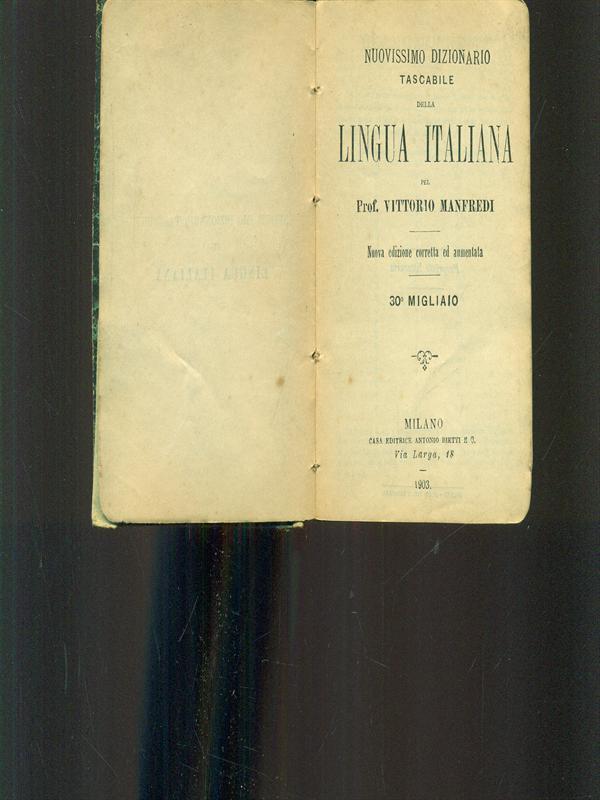 NUOVISSIMO DIZIONARIO
TASCABILE
DELLA
LINGUA ITALIANA
PEL
Prof. VITTORIO MANFREDI
Nuova edizione corretta ed aumentata
30º MIGLIAIO
MILANO
CASA EDITRICE ANTONIO BIETTI E C.
Via Larga, 18
1903.